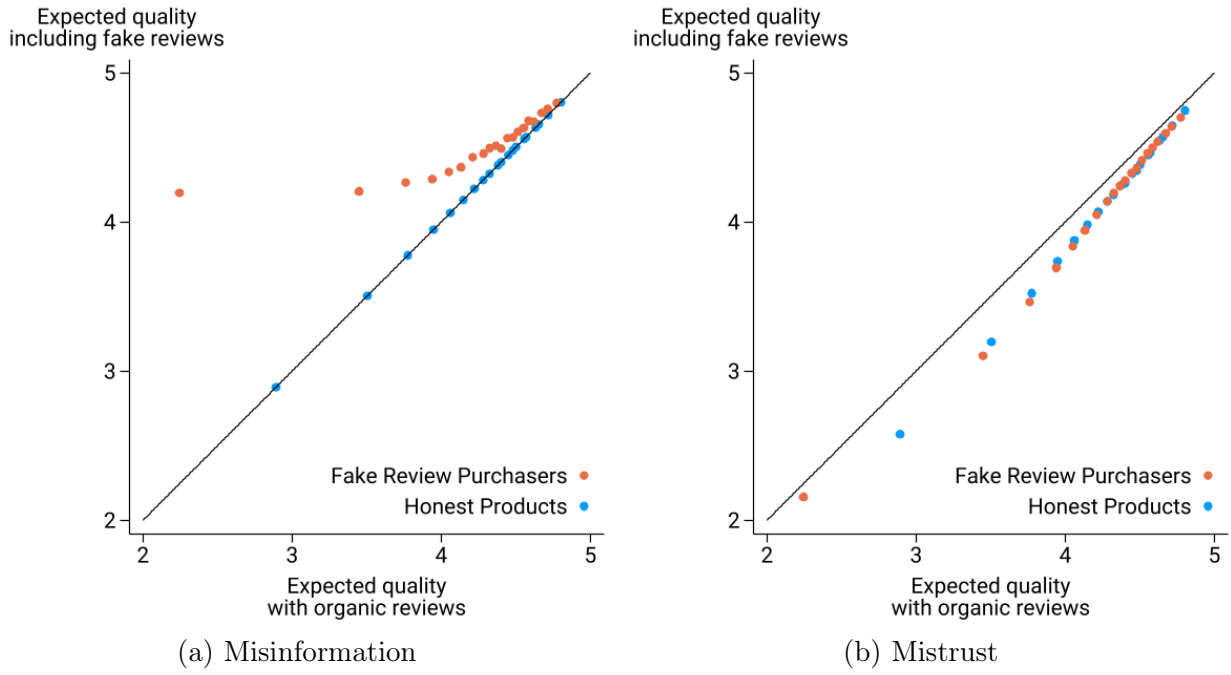 Expected quality
including fake reviews
5
4
3
2
2 3 4 5
Fake Review Purchasers
Honest Products
Expected quality
with organic reviews
(a) Misinformation
Expected quality
including fake reviews
5
4
3
2
2 3 4 5
Fake Review Purchasers
Honest Products
Expected quality
with organic reviews
(b) Mistrust